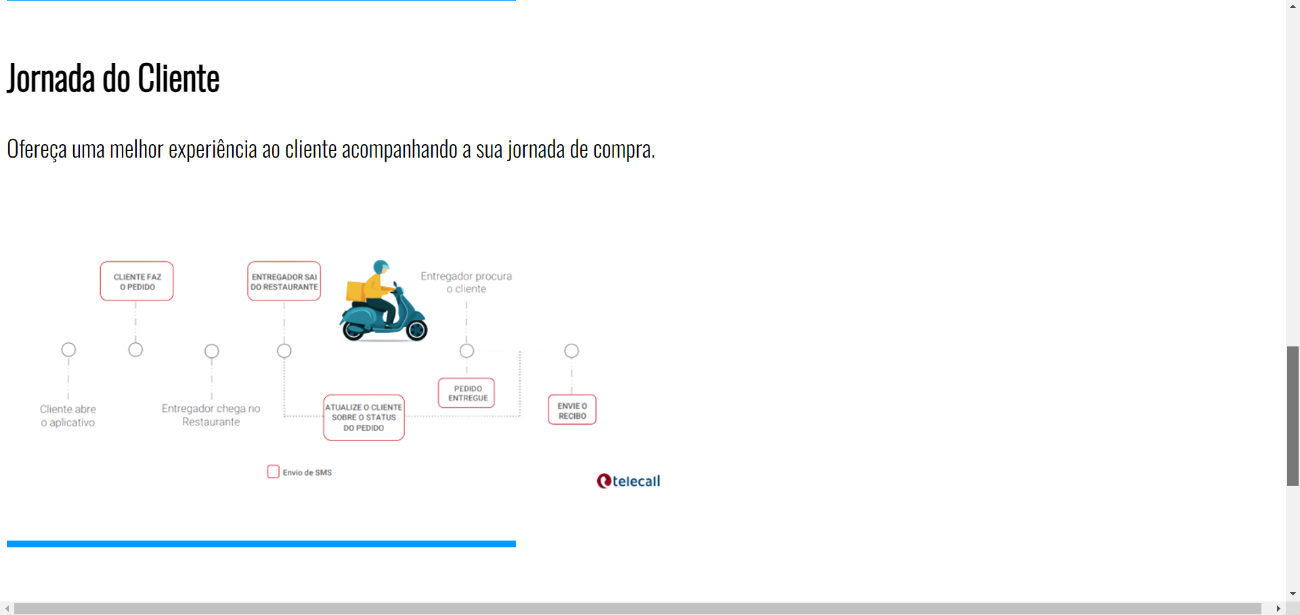 Jornada do Cliente
Ofereça uma melhor experiência ao cliente acompanhando a sua jornada de compra.
CLIENTE FAZ
O PEDIDO
ENTREGADOR SAI
DO RESTAURANTE
Entregador procura
o cliente
Cliente abre
o aplicativo
Entregador chega no
Restaurante
ATUALIZE O CLIENTE
SOBRE O STATUS
DO PEDIDO
PEDIDO
ENTREGUE
ENVIE O
RECIBO
Envio de SMS
telecall